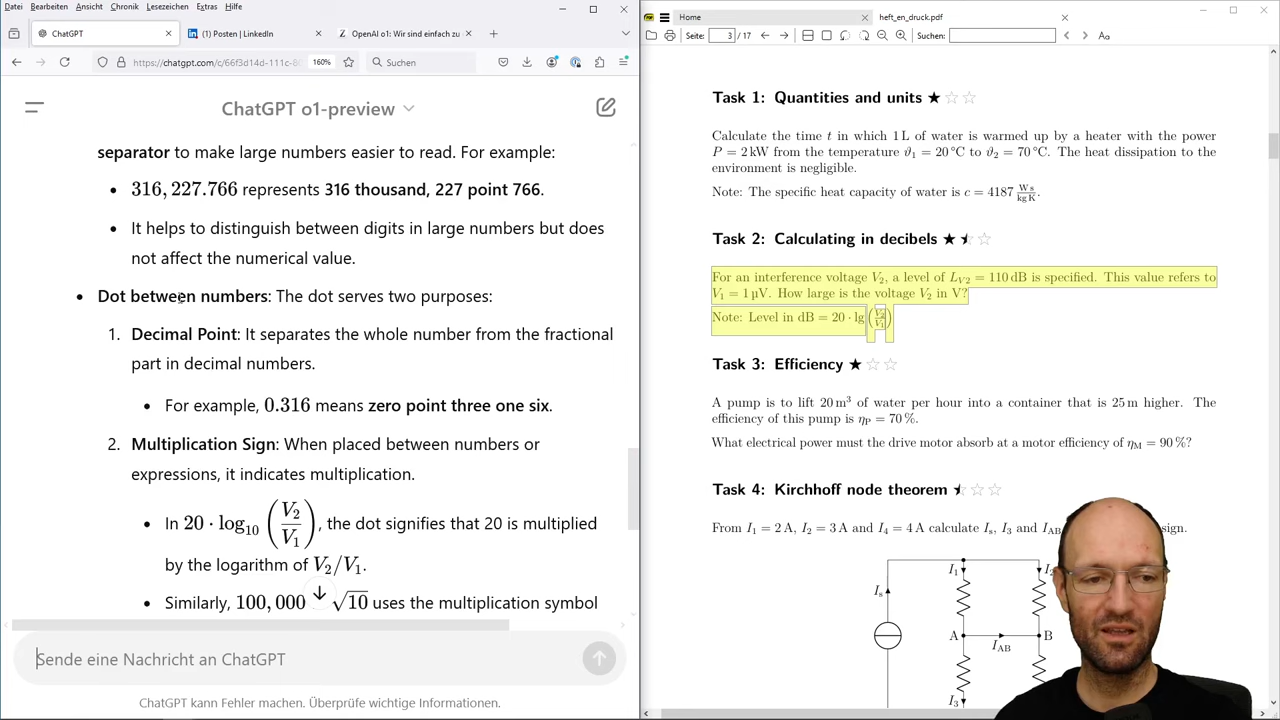 Datei Bearbeiten Ansicht Chronik Lesezeichen Extras Hilfe
ChatGPT
(1) Posten | LinkedIn
OpenAI o1: Wir sind einfach zu
https://chatgpt.com/c/66f3d14d-111c-80
160%
Suchen
ChatGPT o1-preview
separator to make large numbers easier to read. For example:
• 316,227.766 represents 316 thousand, 227 point 766.
• It helps to distinguish between digits in large numbers but does
not affect the numerical value.
• Dot between numbers: The dot serves two purposes:
1. Decimal Point: It separates the whole number from the fractional
part in decimal numbers.
• For example, 0.316 means zero point three one six.
2. Multiplication Sign: When placed between numbers or
expressions, it indicates multiplication.
• In 20 · log₁₀ (V₂/V₁), the dot signifies that 20 is multiplied
by the logarithm of V₂/V₁.
• Similarly, 100,000 √10 uses the multiplication symbol
Sende eine Nachricht an ChatGPT
ChatGPT kann Fehler machen. Überprüfe wichtige Informationen.
Home
heft_en_druck.pdf
Seite: 3 / 17
Suchen:
Aa
Task 1: Quantities and units ★☆☆
Calculate the time t in which 1 L of water is warmed up by a heater with the power
P = 2 kW from the temperature ϑ₁ = 20 °C to ϑ₂ = 70 °C. The heat dissipation to the
environment is negligible.
Note: The specific heat capacity of water is c = 4187 W s/kg K.
Task 2: Calculating in decibels ★⯪☆
For an interference voltage V₂, a level of L_V2 = 110 dB is specified. This value refers to
V₁ = 1 µV. How large is the voltage V₂ in V?
Note: Level in dB = 20 · lg (V₂/V₁)
Task 3: Efficiency ★☆☆
A pump is to lift 20 m³ of water per hour into a container that is 25 m higher. The
efficiency of this pump is η_P = 70 %.
What electrical power must the drive motor absorb at a motor efficiency of η_M = 90 %?
Task 4: Kirchhoff node theorem ⯪☆☆
From I₁ = 2 A, I₂ = 3 A and I₄ = 4 A calculate Iₛ, I₃ and I_AB sign.
I₁
Iₛ
A
B
I_AB
I₃